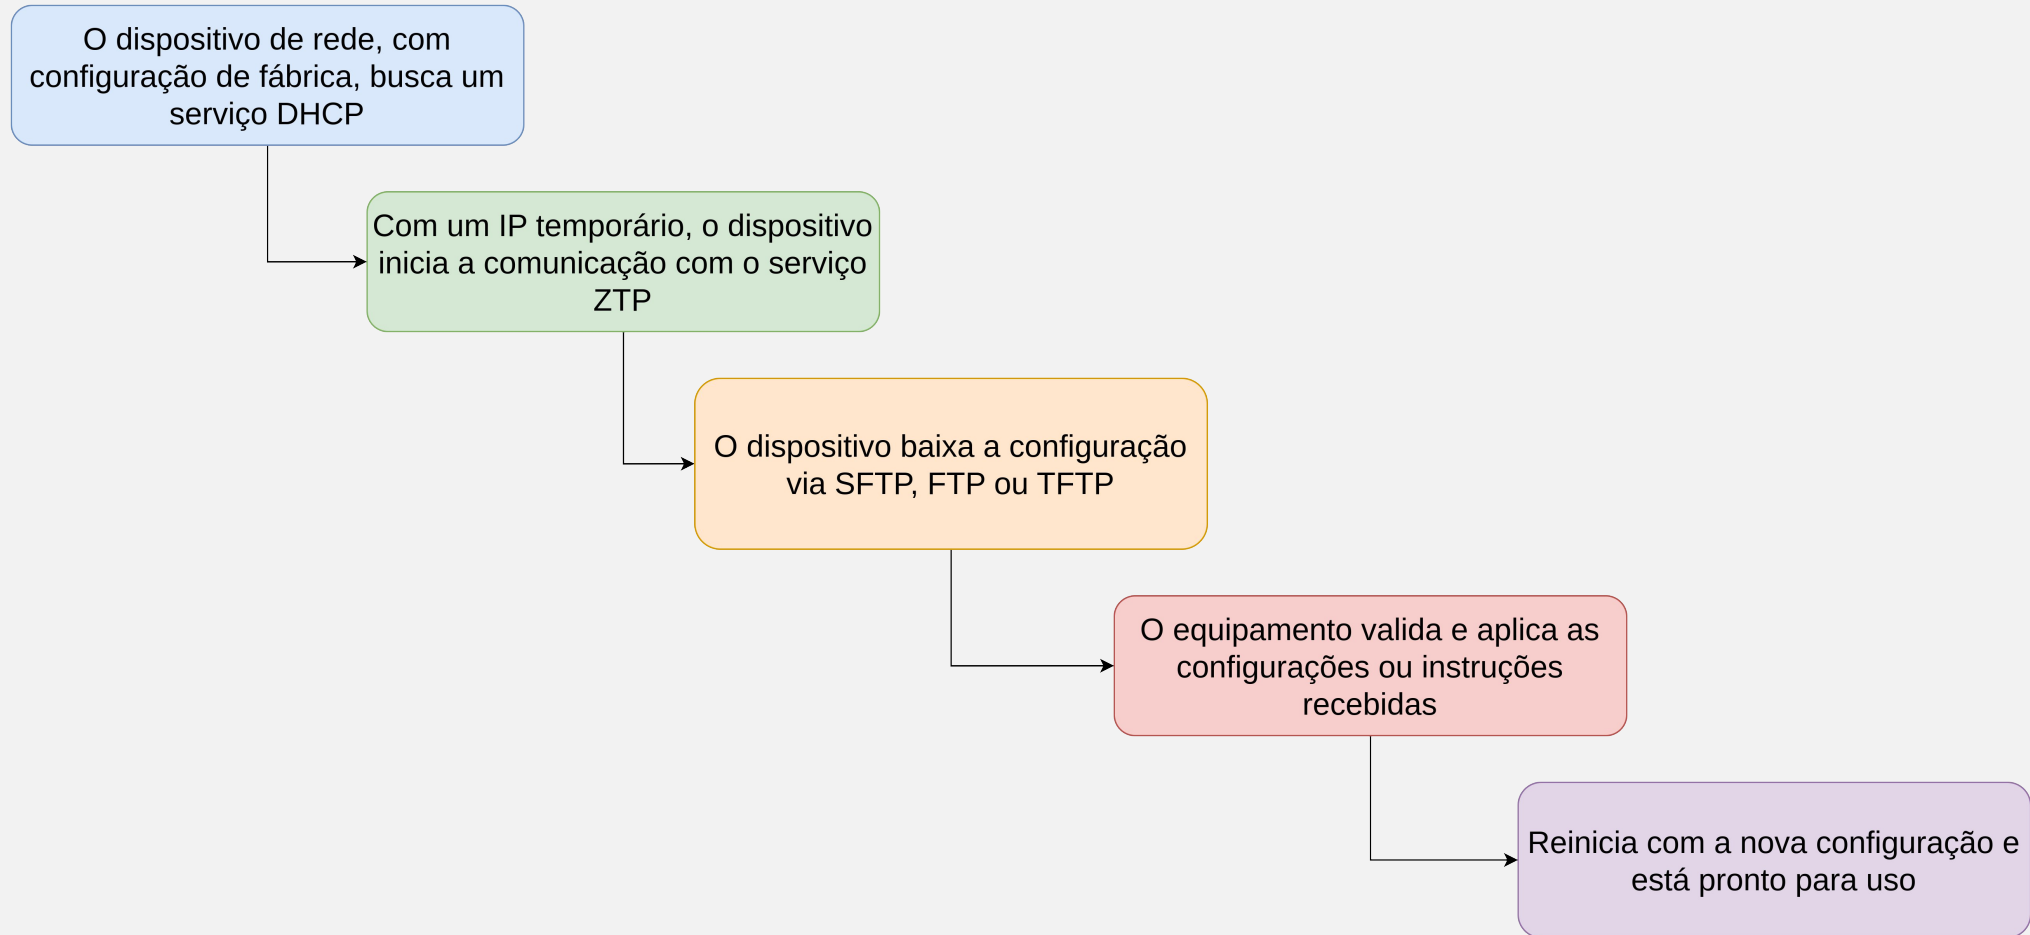 O dispositivo de rede, com
configuração de fábrica, busca um
serviço DHCP
Com um IP temporário, o dispositivo
inicia a comunicação com o serviço
ZTP
O dispositivo baixa a configuração
via SFTP, FTP ou TFTP
O equipamento valida e aplica as
configurações ou instruções
recebidas
Reinicia com a nova configuração e
está pronto para uso